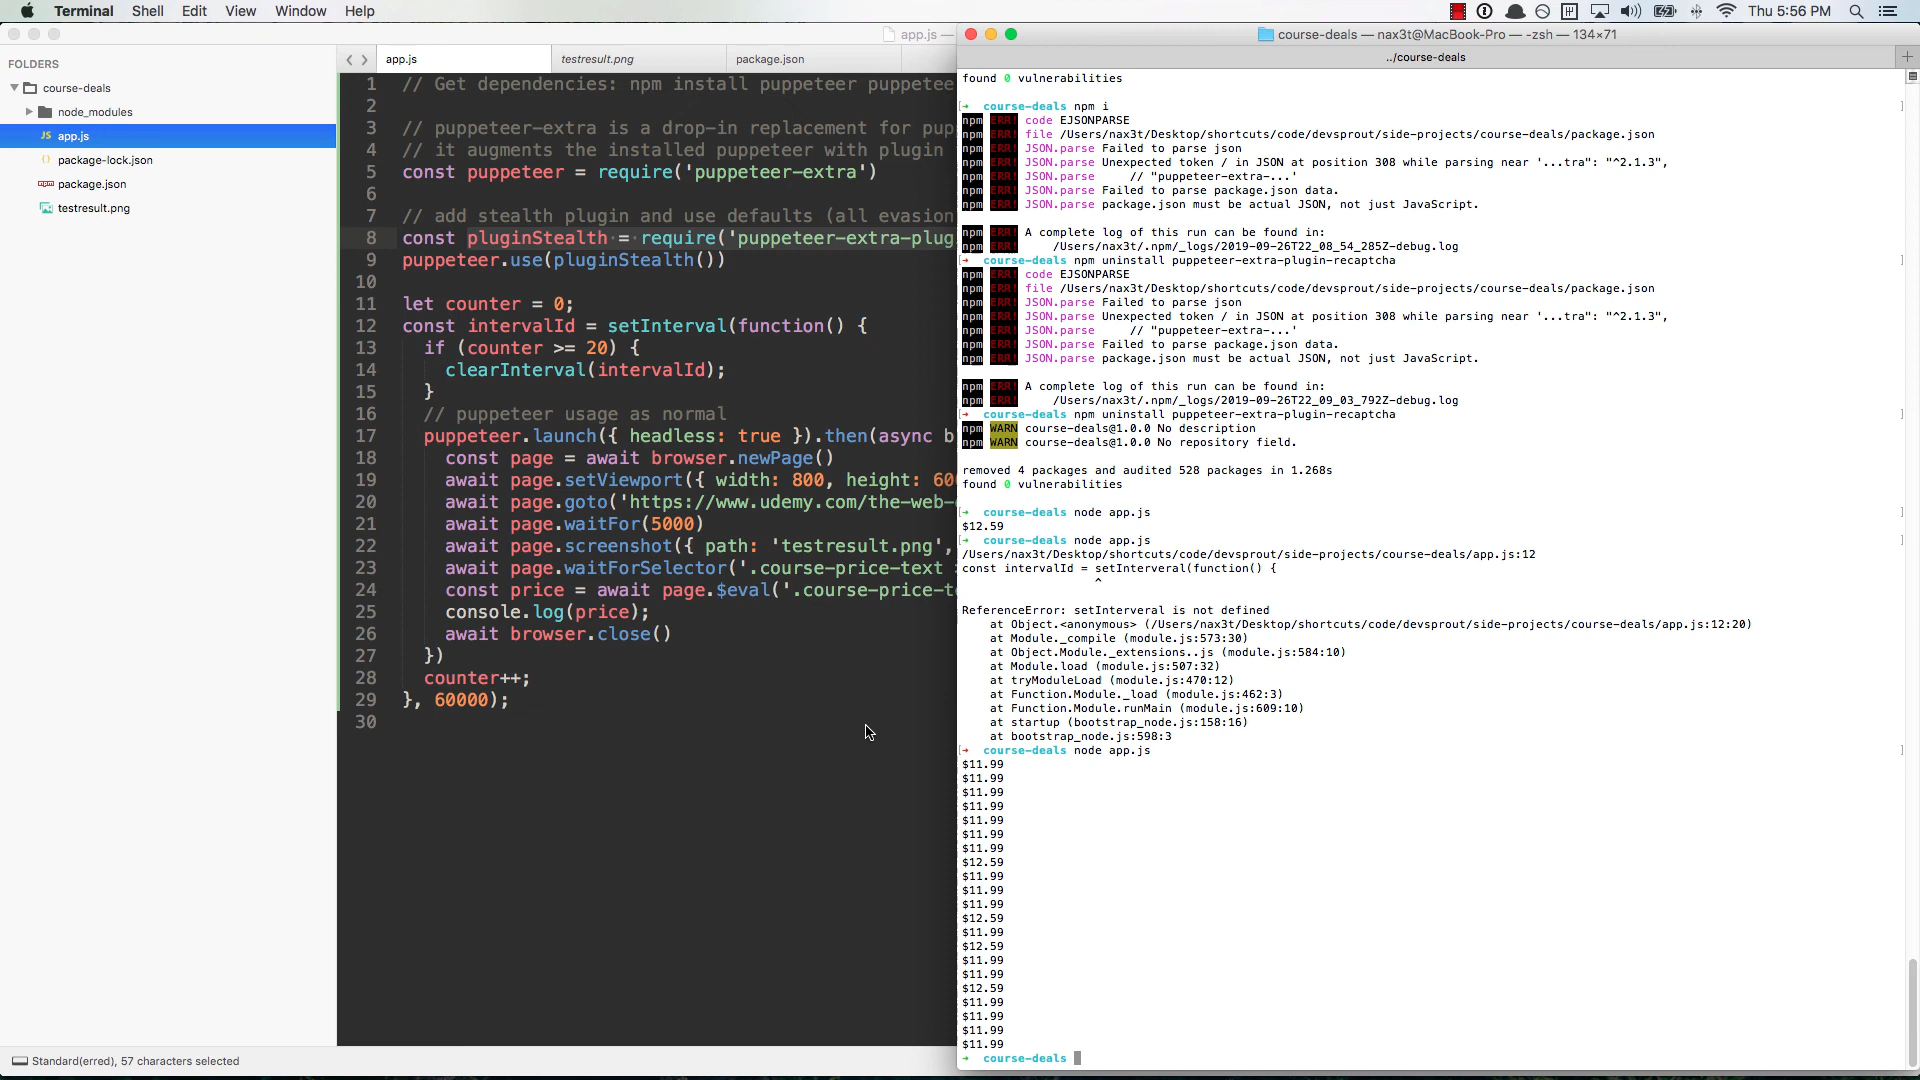 Terminal Shell Edit View Window Help
Thu 5:56 PM
app.js —
course-deals — nax3t@MacBook-Pro — -zsh — 134×71
../course-deals
FOLDERS
course-deals
node_modules
JS app.js
package-lock.json
npm package.json
testresult.png
app.js
testresult.png
package.json
1 // Get dependencies: npm install puppeteer puppetee
2
3 // puppeteer-extra is a drop-in replacement for pup
4 // it augments the installed puppeteer with plugin
5 const puppeteer = require('puppeteer-extra')
6
7 // add stealth plugin and use defaults (all evasion
8 const pluginStealth = require('puppeteer-extra-plug
9 puppeteer.use(pluginStealth())
10
11 let counter = 0;
12 const intervalId = setInterval(function() {
13 if (counter >= 20) {
14 clearInterval(intervalId);
15 }
16 // puppeteer usage as normal
17 puppeteer.launch({ headless: true }).then(async b
18 const page = await browser.newPage()
19 await page.setViewport({ width: 800, height: 60
20 await page.goto('https://www.udemy.com/the-web-
21 await page.waitFor(5000)
22 await page.screenshot({ path: 'testresult.png',
23 await page.waitForSelector('.course-price-text
24 const price = await page.$eval('.course-price-t
25 console.log(price);
26 await browser.close()
27 })
28 counter++;
29 }, 60000);
30
Standard(erred), 57 characters selected
found 0 vulnerabilities
[➜ course-deals npm i ]
npm ERR! code EJSONPARSE
npm ERR! file /Users/nax3t/Desktop/shortcuts/code/devsprout/side-projects/course-deals/package.json
npm ERR! JSON.parse Failed to parse json
npm ERR! JSON.parse Unexpected token / in JSON at position 308 while parsing near '...tra": "^2.1.3",
npm ERR! JSON.parse // "puppeteer-extra-...'
npm ERR! JSON.parse Failed to parse package.json data.
npm ERR! JSON.parse package.json must be actual JSON, not just JavaScript.
npm ERR! A complete log of this run can be found in:
npm ERR! /Users/nax3t/.npm/_logs/2019-09-26T22_08_54_285Z-debug.log
[➜ course-deals npm uninstall puppeteer-extra-plugin-recaptcha ]
npm ERR! code EJSONPARSE
npm ERR! file /Users/nax3t/Desktop/shortcuts/code/devsprout/side-projects/course-deals/package.json
npm ERR! JSON.parse Failed to parse json
npm ERR! JSON.parse Unexpected token / in JSON at position 308 while parsing near '...tra": "^2.1.3",
npm ERR! JSON.parse // "puppeteer-extra-...'
npm ERR! JSON.parse Failed to parse package.json data.
npm ERR! JSON.parse package.json must be actual JSON, not just JavaScript.
npm ERR! A complete log of this run can be found in:
npm ERR! /Users/nax3t/.npm/_logs/2019-09-26T22_09_03_792Z-debug.log
[➜ course-deals npm uninstall puppeteer-extra-plugin-recaptcha ]
npm WARN course-deals@1.0.0 No description
npm WARN course-deals@1.0.0 No repository field.
removed 4 packages and audited 528 packages in 1.268s
found 0 vulnerabilities
[➜ course-deals node app.js ]
$12.59
[➜ course-deals node app.js ]
/Users/nax3t/Desktop/shortcuts/code/devsprout/side-projects/course-deals/app.js:12
const intervalId = setInterveral(function() {
^
ReferenceError: setInterveral is not defined
at Object.<anonymous> (/Users/nax3t/Desktop/shortcuts/code/devsprout/side-projects/course-deals/app.js:12:20)
at Module._compile (module.js:573:30)
at Object.Module._extensions..js (module.js:584:10)
at Module.load (module.js:507:32)
at tryModuleLoad (module.js:470:12)
at Function.Module._load (module.js:462:3)
at Function.Module.runMain (module.js:609:10)
at startup (bootstrap_node.js:158:16)
at bootstrap_node.js:598:3
[➜ course-deals node app.js ]
$11.99
$11.99
$11.99
$11.99
$11.99
$11.99
$11.99
$12.59
$11.99
$11.99
$11.99
$12.59
$11.99
$12.59
$11.99
$11.99
$12.59
$11.99
$11.99
$11.99
$11.99
➜ course-deals